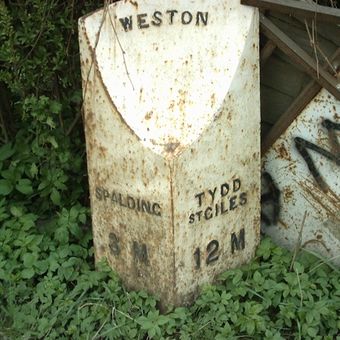 WESTON
SPALDING
3 M
TYDD
ST GILES
12 M